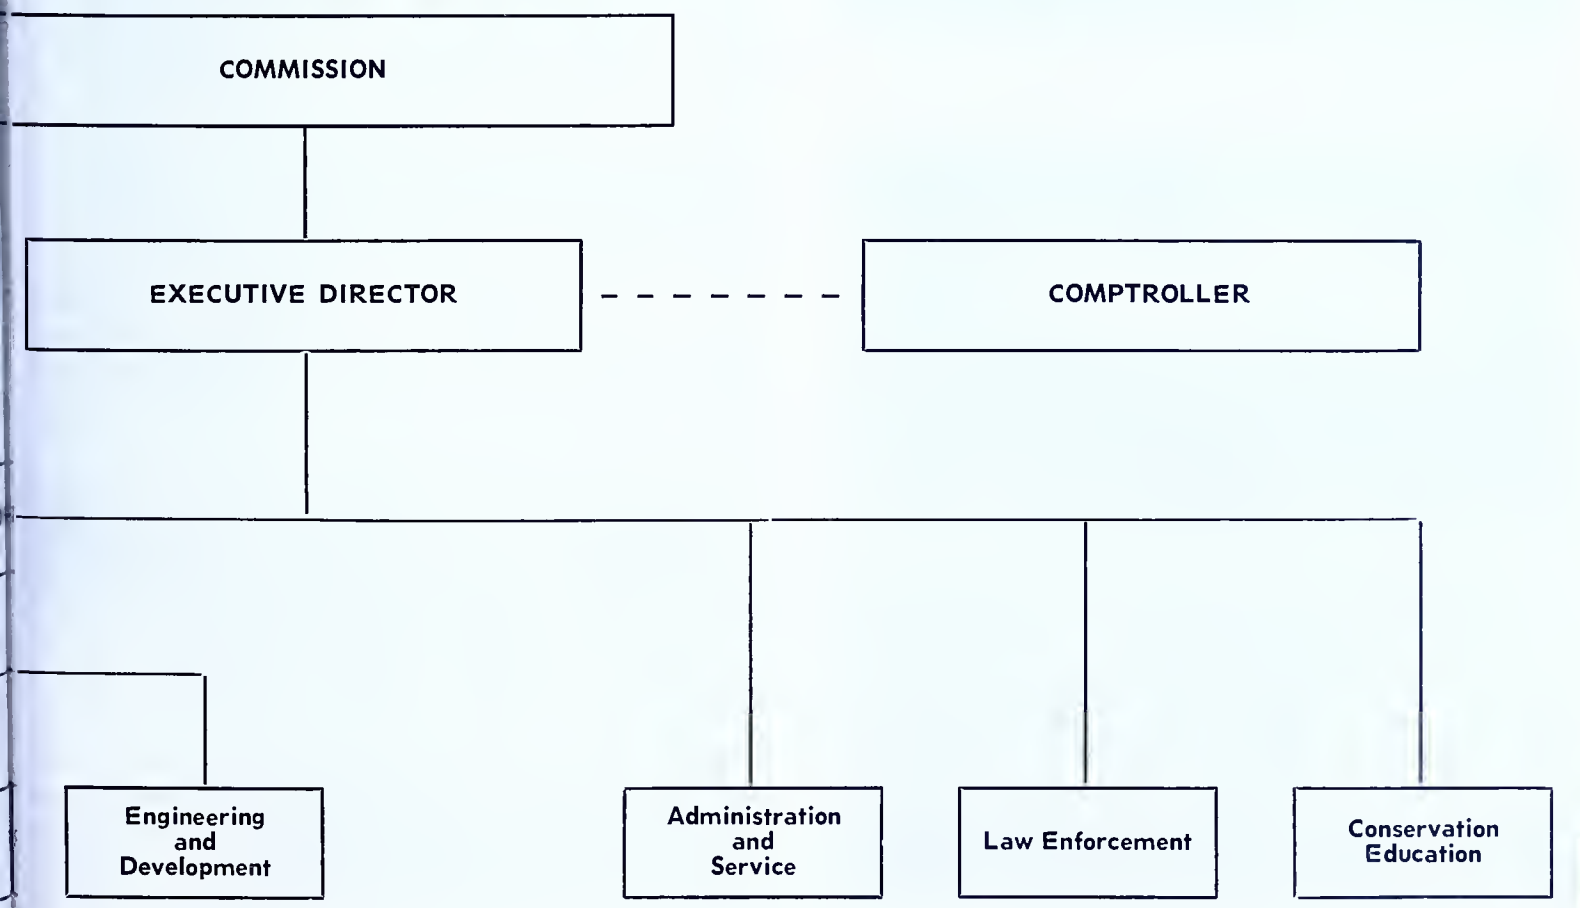 COMMISSION
EXECUTIVE DIRECTOR
COMPTROLLER
Engineering
and
Development
Administration
and
Service
Law Enforcement
Conservation
Education